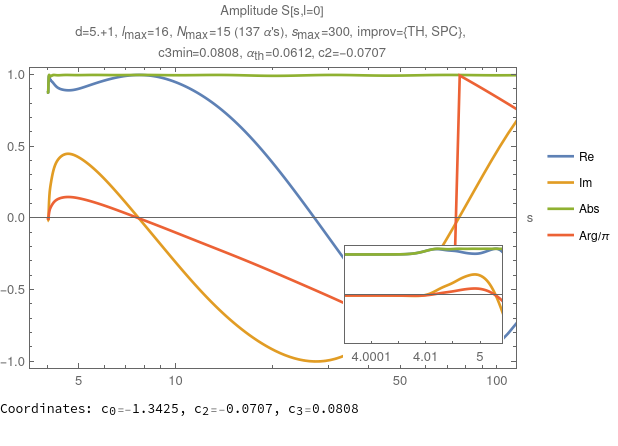 Amplitude S[s,l=0]
d=5.+1, lmax=16, Nmax=15 (137 α's), smax=300, improv={TH, SPC},
c3min=0.0808, αth=0.0612, c2=-0.0707
1.0
0.5
0.0
-0.5
-1.0
5
10
50
100
s
4.0001
4.01
5
Re
Im
Abs
Arg/π
Coordinates: c0=-1.3425, c2=-0.0707, c3=0.0808